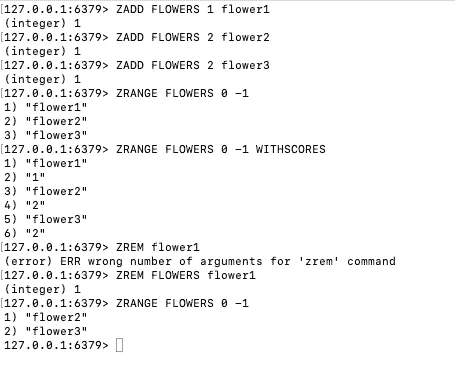 [127.0.0.1:6379> ZADD FLOWERS 1 flower1
(integer) 1
[127.0.0.1:6379> ZADD FLOWERS 2 flower2
(integer) 1
[127.0.0.1:6379> ZADD FLOWERS 2 flower3
(integer) 1
[127.0.0.1:6379> ZRANGE FLOWERS 0 -1
1) "flower1"
2) "flower2"
3) "flower3"
[127.0.0.1:6379> ZRANGE FLOWERS 0 -1 WITHSCORES
1) "flower1"
2) "1"
3) "flower2"
4) "2"
5) "flower3"
6) "2"
[127.0.0.1:6379> ZREM flower1
(error) ERR wrong number of arguments for 'zrem' command
[127.0.0.1:6379> ZREM FLOWERS flower1
(integer) 1
[127.0.0.1:6379> ZRANGE FLOWERS 0 -1
1) "flower2"
2) "flower3"
127.0.0.1:6379>